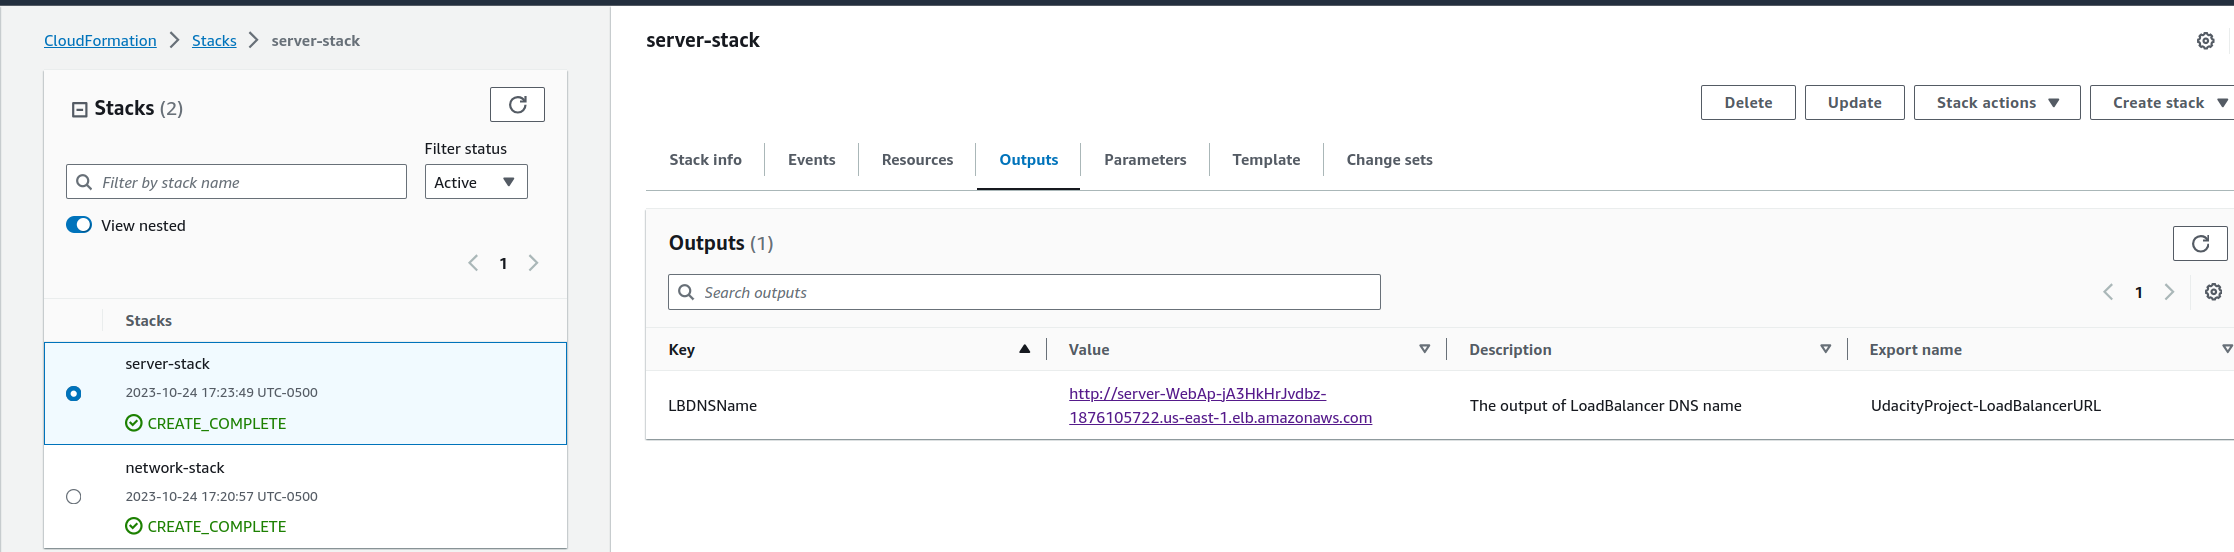 CloudFormation > Stacks > server-stack
Stacks (2)
Filter status
Filter by stack name
Active
View nested
1
Stacks
server-stack
2023-10-24 17:23:49 UTC-0500
CREATE_COMPLETE
network-stack
2023-10-24 17:20:57 UTC-0500
CREATE_COMPLETE
server-stack
Delete Update Stack actions Create stack
Stack info Events Resources Outputs Parameters Template Change sets
Outputs (1)
Search outputs
1
Key Value Description Export name
LBDNSName
http://server-WebAp-jA3HkHrJvdbz-
1876105722.us-east-1.elb.amazonaws.com
The output of LoadBalancer DNS name
UdacityProject-LoadBalancerURL